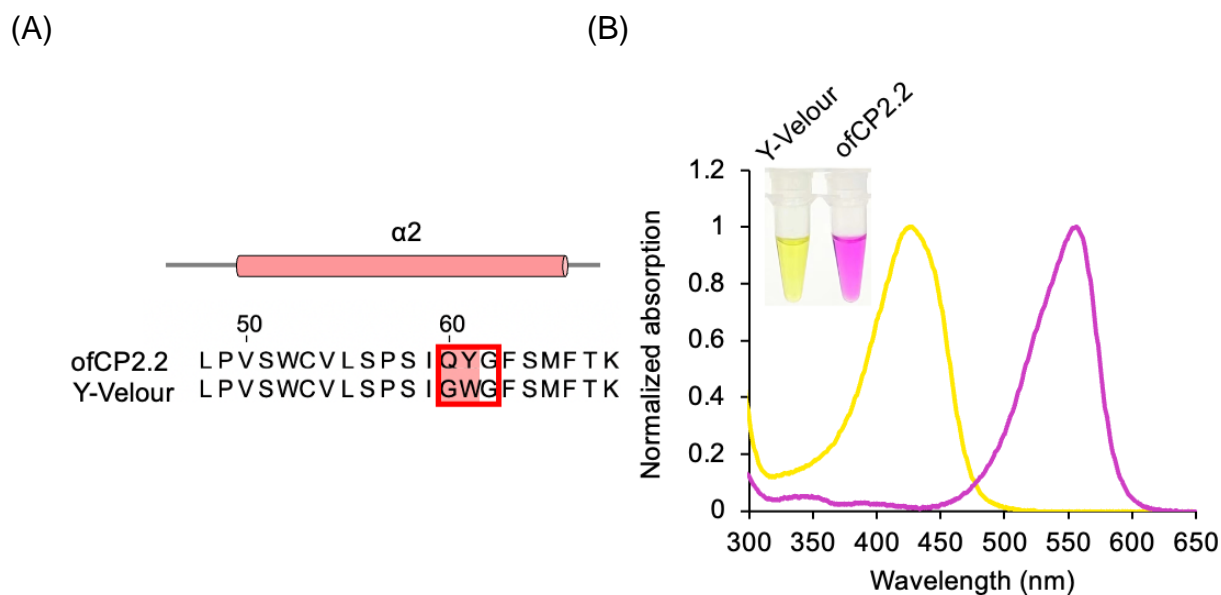 (A)
α2
50 60
ofCP2.2 LPVSWCVLSPSIQYGFSMFTK
Y-Velour LPVSWCVLSPSIGWGFSMFTK
(B)
Y-Velour
ofCP2.2
Normalized absorption
1.2
1
0.8
0.6
0.4
0.2
0
300 350 400 450 500 550 600 650
Wavelength (nm)